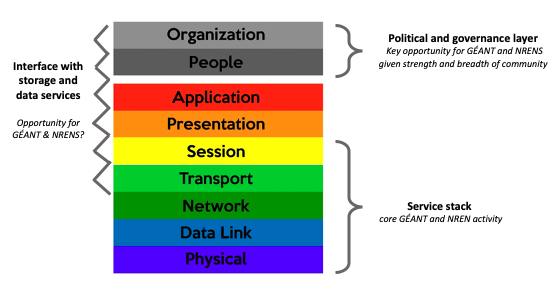 Organization
People
Application
Presentation
Session
Transport
Network
Data Link
Physical
Interface with
storage and
data services
Opportunity for
GÉANT & NRENS?
Political and governance layer
Key opportunity for GÉANT and NRENS
given strength and breadth of community
Service stack
core GÉANT and NREN activity